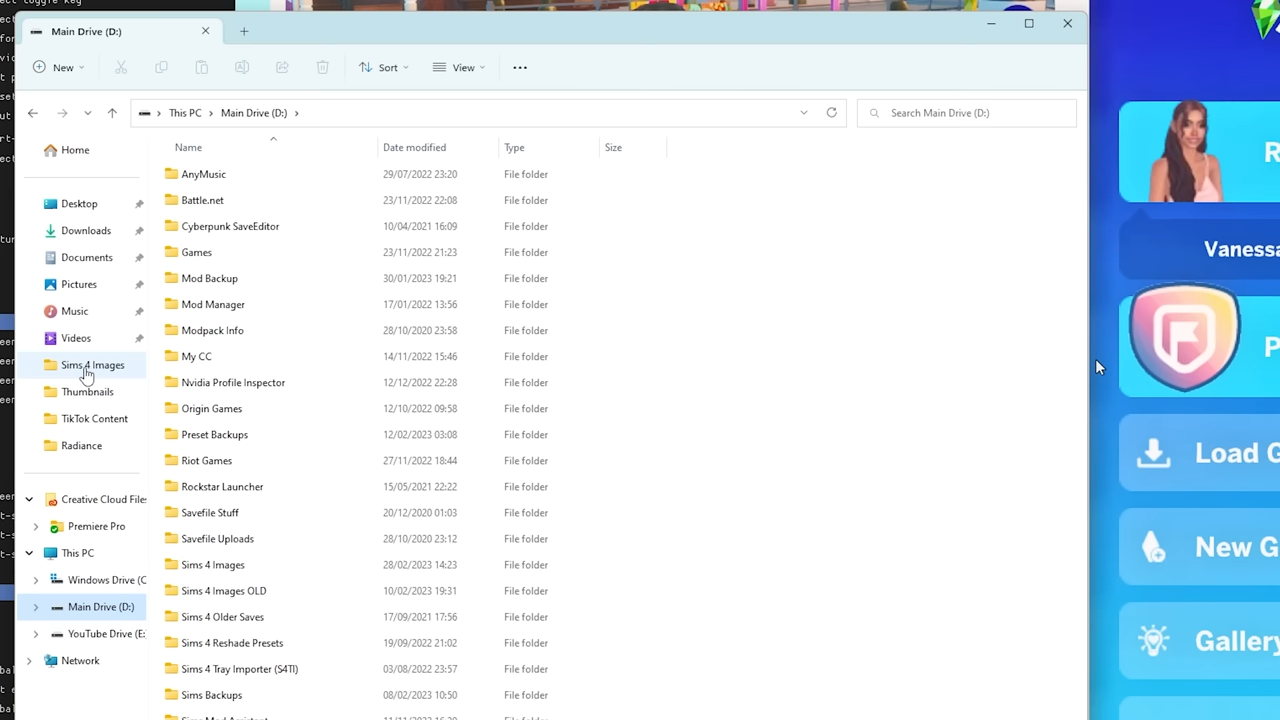 ect toggle key
Main Drive (D:)
New
Sort
View
This PC
Main Drive (D:)
Search Main Drive (D:)
Home
Desktop
Downloads
Documents
Pictures
Music
Videos
Sims 4 Images
Thumbnails
TikTok Content
Radiance
Creative Cloud Files
Premiere Pro
This PC
Windows Drive (C
Main Drive (D:)
YouTube Drive (E:
Network
Name Date modified Type Size
AnyMusic 29/07/2022 23:20 File folder
Battle.net 23/11/2022 22:08 File folder
Cyberpunk SaveEditor 10/04/2021 16:09 File folder
Games 23/11/2022 21:23 File folder
Mod Backup 30/01/2023 19:21 File folder
Mod Manager 17/01/2022 13:56 File folder
Modpack Info 28/10/2020 23:58 File folder
My CC 14/11/2022 15:46 File folder
Nvidia Profile Inspector 12/12/2022 22:28 File folder
Origin Games 12/10/2022 09:58 File folder
Preset Backups 12/02/2023 03:08 File folder
Riot Games 27/11/2022 18:44 File folder
Rockstar Launcher 15/05/2021 22:22 File folder
Savefile Stuff 20/12/2020 01:03 File folder
Savefile Uploads 28/10/2020 23:12 File folder
Sims 4 Images 28/02/2023 14:23 File folder
Sims 4 Images OLD 10/02/2023 19:31 File folder
Sims 4 Older Saves 17/09/2021 17:56 File folder
Sims 4 Reshade Presets 19/09/2022 21:02 File folder
Sims 4 Tray Importer (S4TI) 03/08/2022 23:57 File folder
Sims Backups 08/02/2023 10:50 File folder
R
Vanessa
P
Load G
New G
Gallery